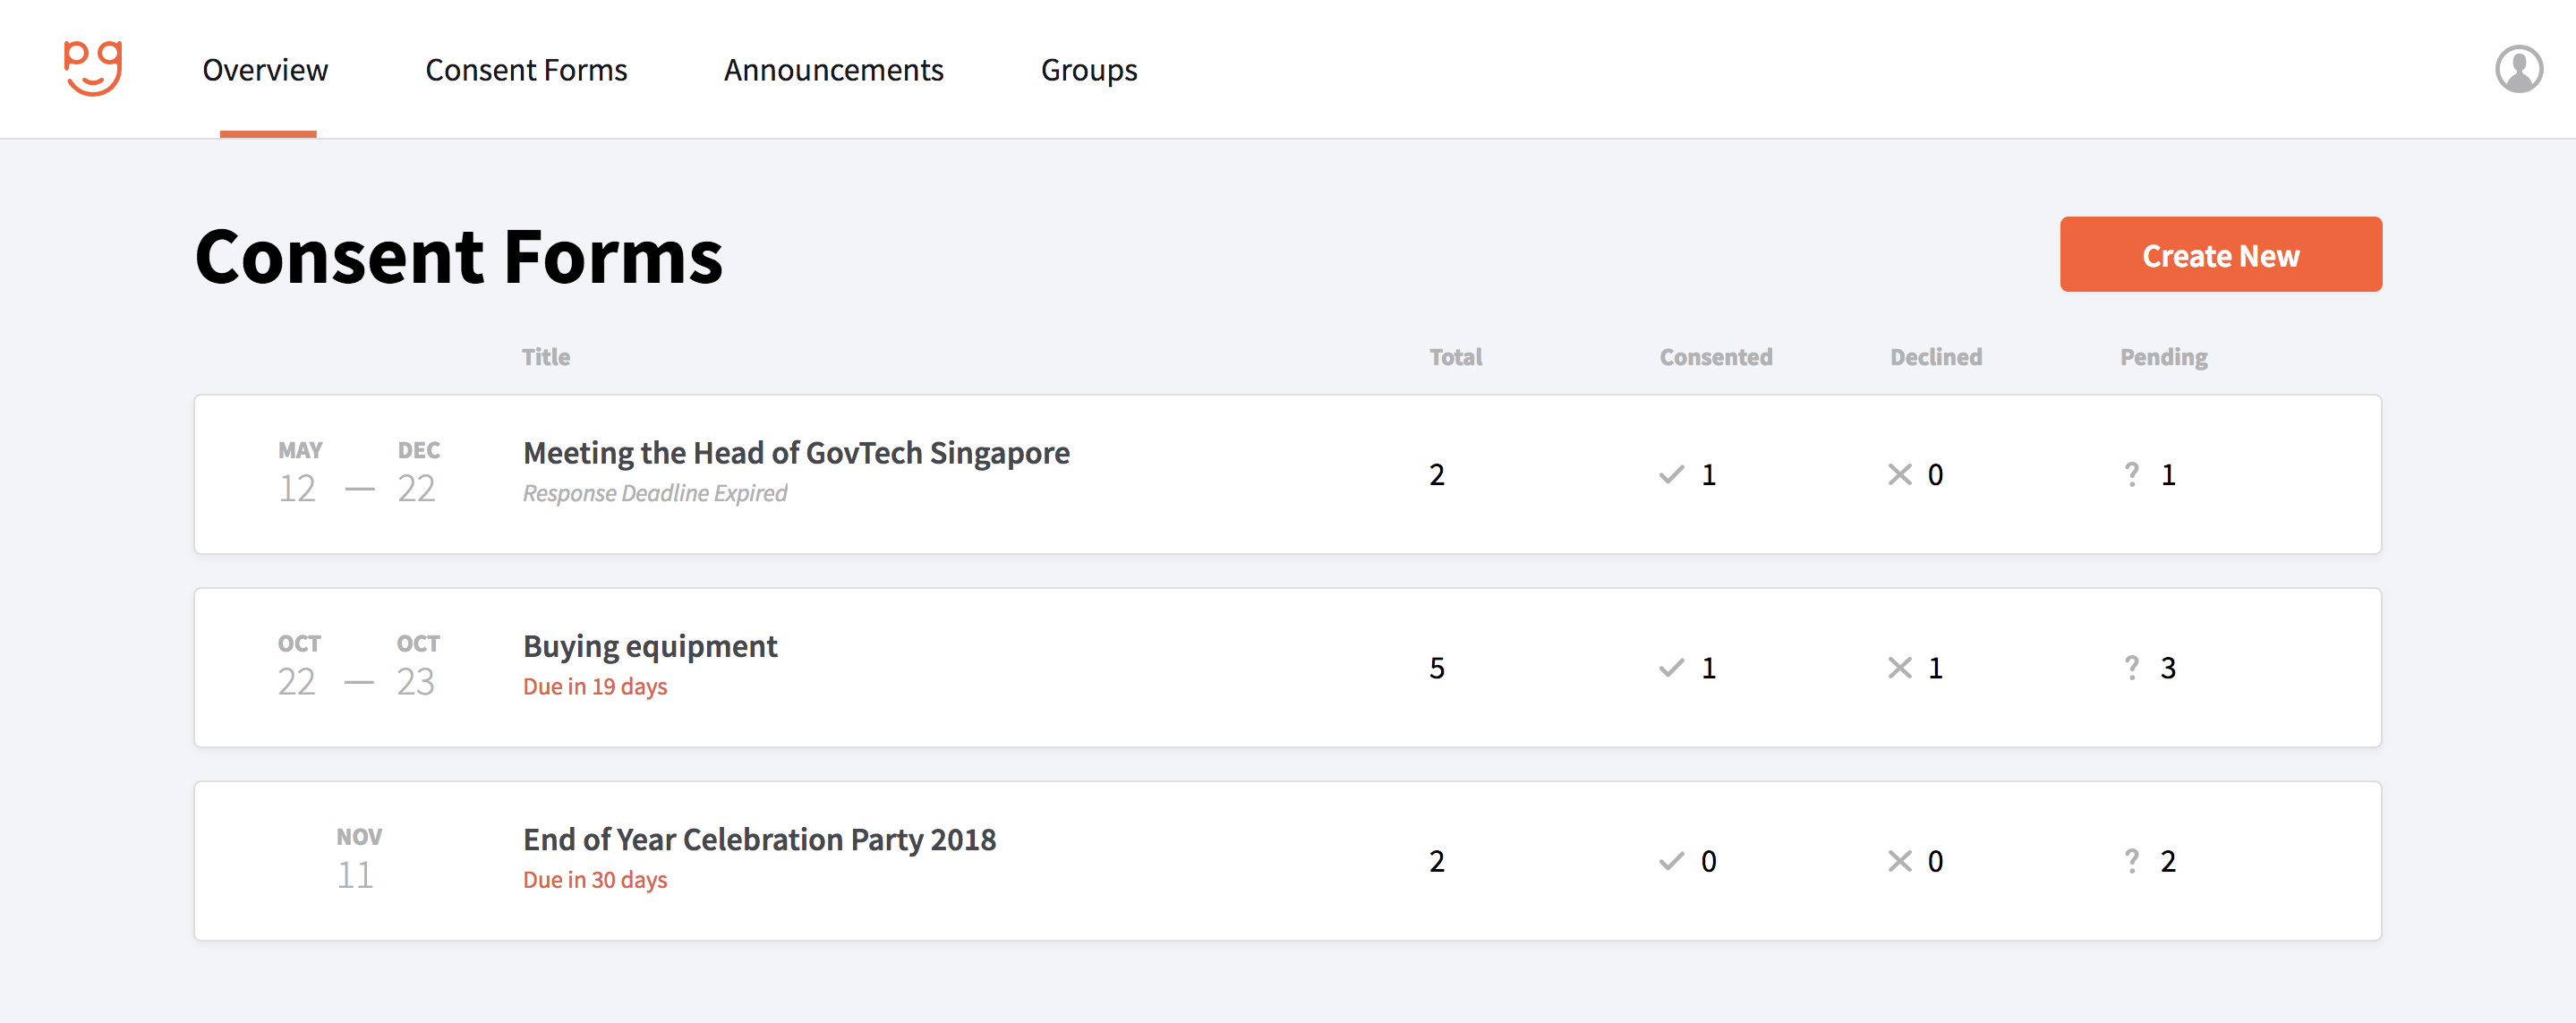 pg
Overview Consent Forms Announcements Groups
Consent Forms
Create New
Title Total Consented Declined Pending
MAY DEC
12 — 22
Meeting the Head of GovTech Singapore
Response Deadline Expired
2 1 0 ? 1
OCT OCT
22 — 23
Buying equipment
Due in 19 days
5 1 1 ? 3
NOV
11
End of Year Celebration Party 2018
Due in 30 days
2 0 0 ? 2